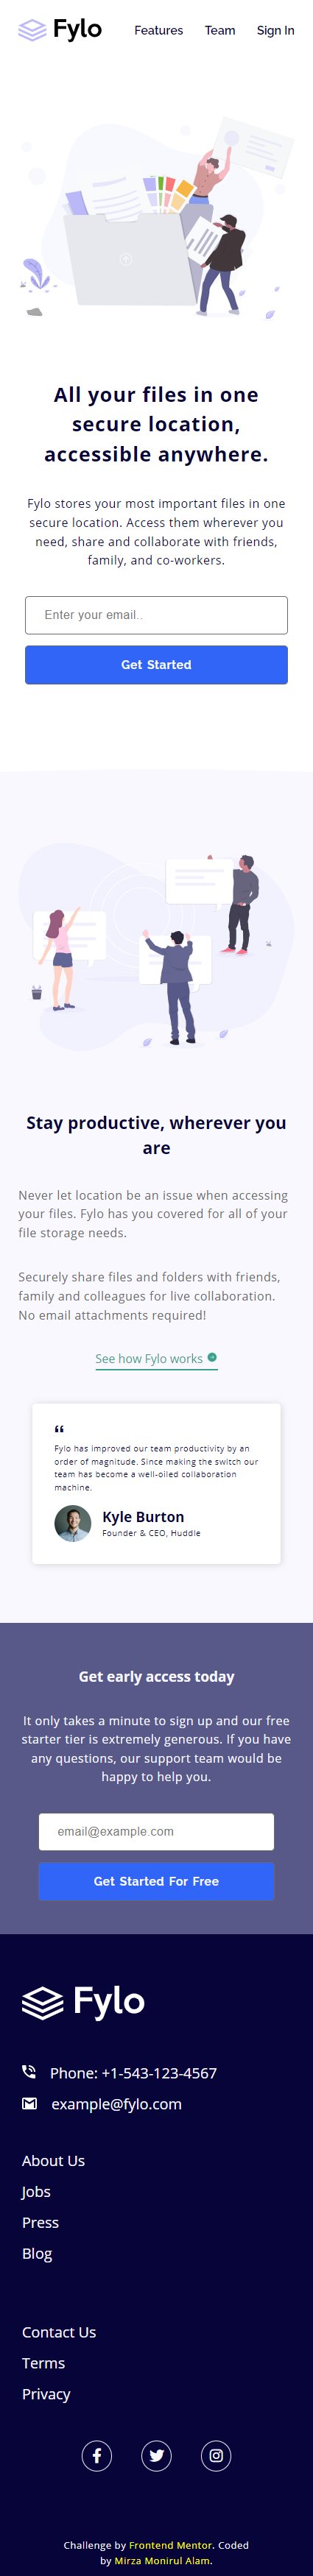 Fylo
Features Team Sign In
All your files in one
secure location,
accessible anywhere.
Fylo stores your most important files in one
secure location. Access them wherever you
need, share and collaborate with friends,
family, and co-workers.
Enter your email..
Get Started
Stay productive, wherever you
are
Never let location be an issue when accessing
your files. Fylo has you covered for all of your
file storage needs.
Securely share files and folders with friends,
family and colleagues for live collaboration.
No email attachments required!
See how Fylo works
“
Fylo has improved our team productivity by an
order of magnitude. Since making the switch our
team has become a well-oiled collaboration
machine.
Kyle Burton
Founder & CEO, Huddle
Get early access today
It only takes a minute to sign up and our free
starter tier is extremely generous. If you have
any questions, our support team would be
happy to help you.
email@example.com
Get Started For Free
Fylo
Phone: +1-543-123-4567
example@fylo.com
About Us
Jobs
Press
Blog
Contact Us
Terms
Privacy
Challenge by Frontend Mentor. Coded
by Mirza Monirul Alam.